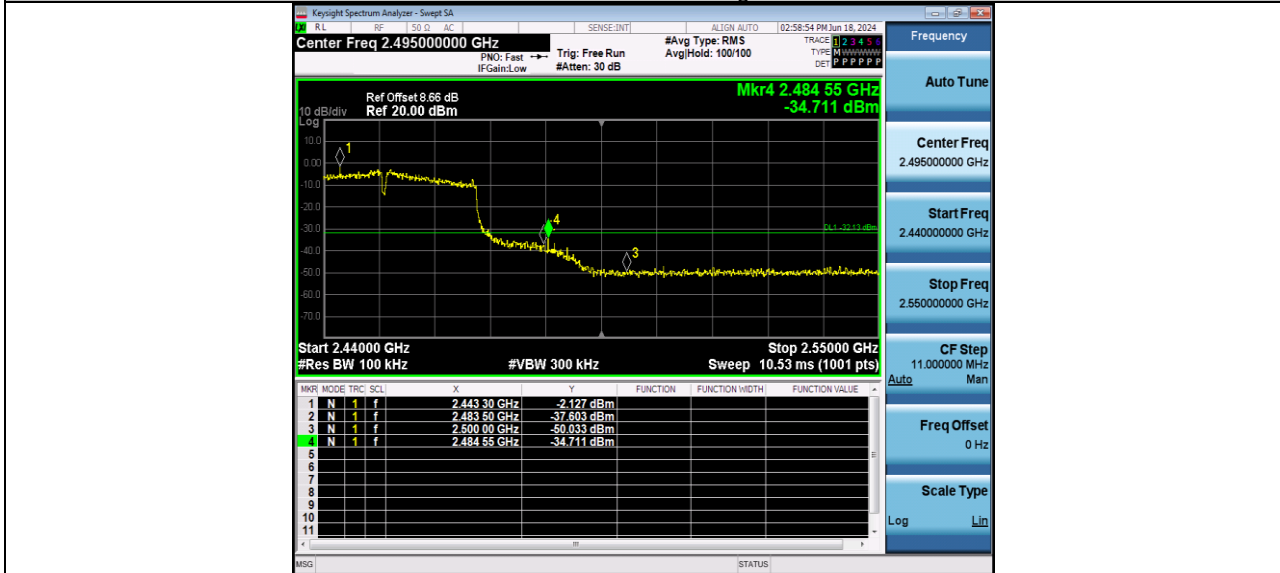 Keysight Spectrum Analyzer - Swept SA
RL RF 50 Ω AC SENSE:INT ALIGN AUTO 02:58:54 PM Jun 18, 2024
Center Freq 2.495000000 GHz
PNO: Fast
IFGain:Low
Trig: Free Run
#Atten: 30 dB
#Avg Type: RMS
Avg|Hold: 100/100
TRACE 1 2 3 4 5 6
TYPE M WWWWW
DET P P P P P P
Mkr4 2.484 55 GHz
-34.711 dBm
Ref Offset 8.66 dB
10 dB/div Ref 20.00 dBm
Log
10.0
0.00
-10.0
-20.0
-30.0
-40.0
-50.0
-60.0
-70.0
1
4
3
DL1 -32.13 dBm
Start 2.44000 GHz Stop 2.55000 GHz
#Res BW 100 kHz #VBW 300 kHz Sweep 10.53 ms (1001 pts)
MKR MODE TRC SCL X Y FUNCTION FUNCTION WIDTH FUNCTION VALUE
1 N 1 f 2.443 30 GHz -2.127 dBm
2 N 1 f 2.483 50 GHz -37.603 dBm
3 N 1 f 2.500 00 GHz -50.033 dBm
4 N 1 f 2.484 55 GHz -34.711 dBm
5
6
7
8
9
10
11
MSG STATUS
Frequency
Auto Tune
Center Freq
2.495000000 GHz
Start Freq
2.440000000 GHz
Stop Freq
2.550000000 GHz
CF Step
11.000000 MHz
Auto Man
Freq Offset
0 Hz
Scale Type
Log Lin